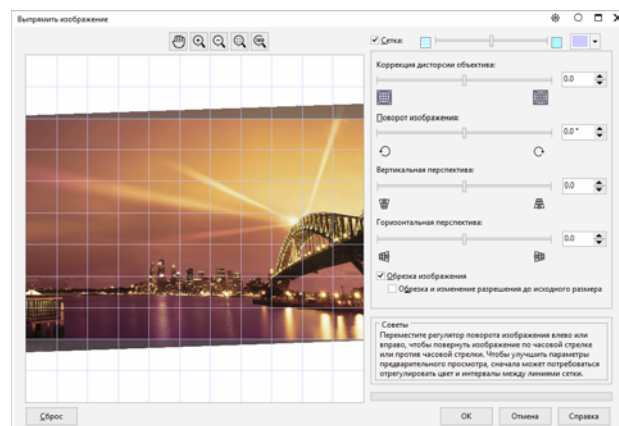 Выпрямить изображение
Сетка:
Коррекция дисторсии объектива:
0.0
Поворот изображения:
0.0 °
Вертикальная перспектива:
0.0
Горизонтальная перспектива:
0.0
Обрезка изображения
Обрезка и изменение разрешения до исходного размера
Советы
Переместите регулятор поворота изображения влево или
вправо, чтобы повернуть изображение по часовой стрелке
или против часовой стрелки. Чтобы улучшить параметры
предварительного просмотра, сначала может потребоваться
отрегулировать цвет и интервалы между линиями сетки.
Сброс
ОК
Отмена
Справка